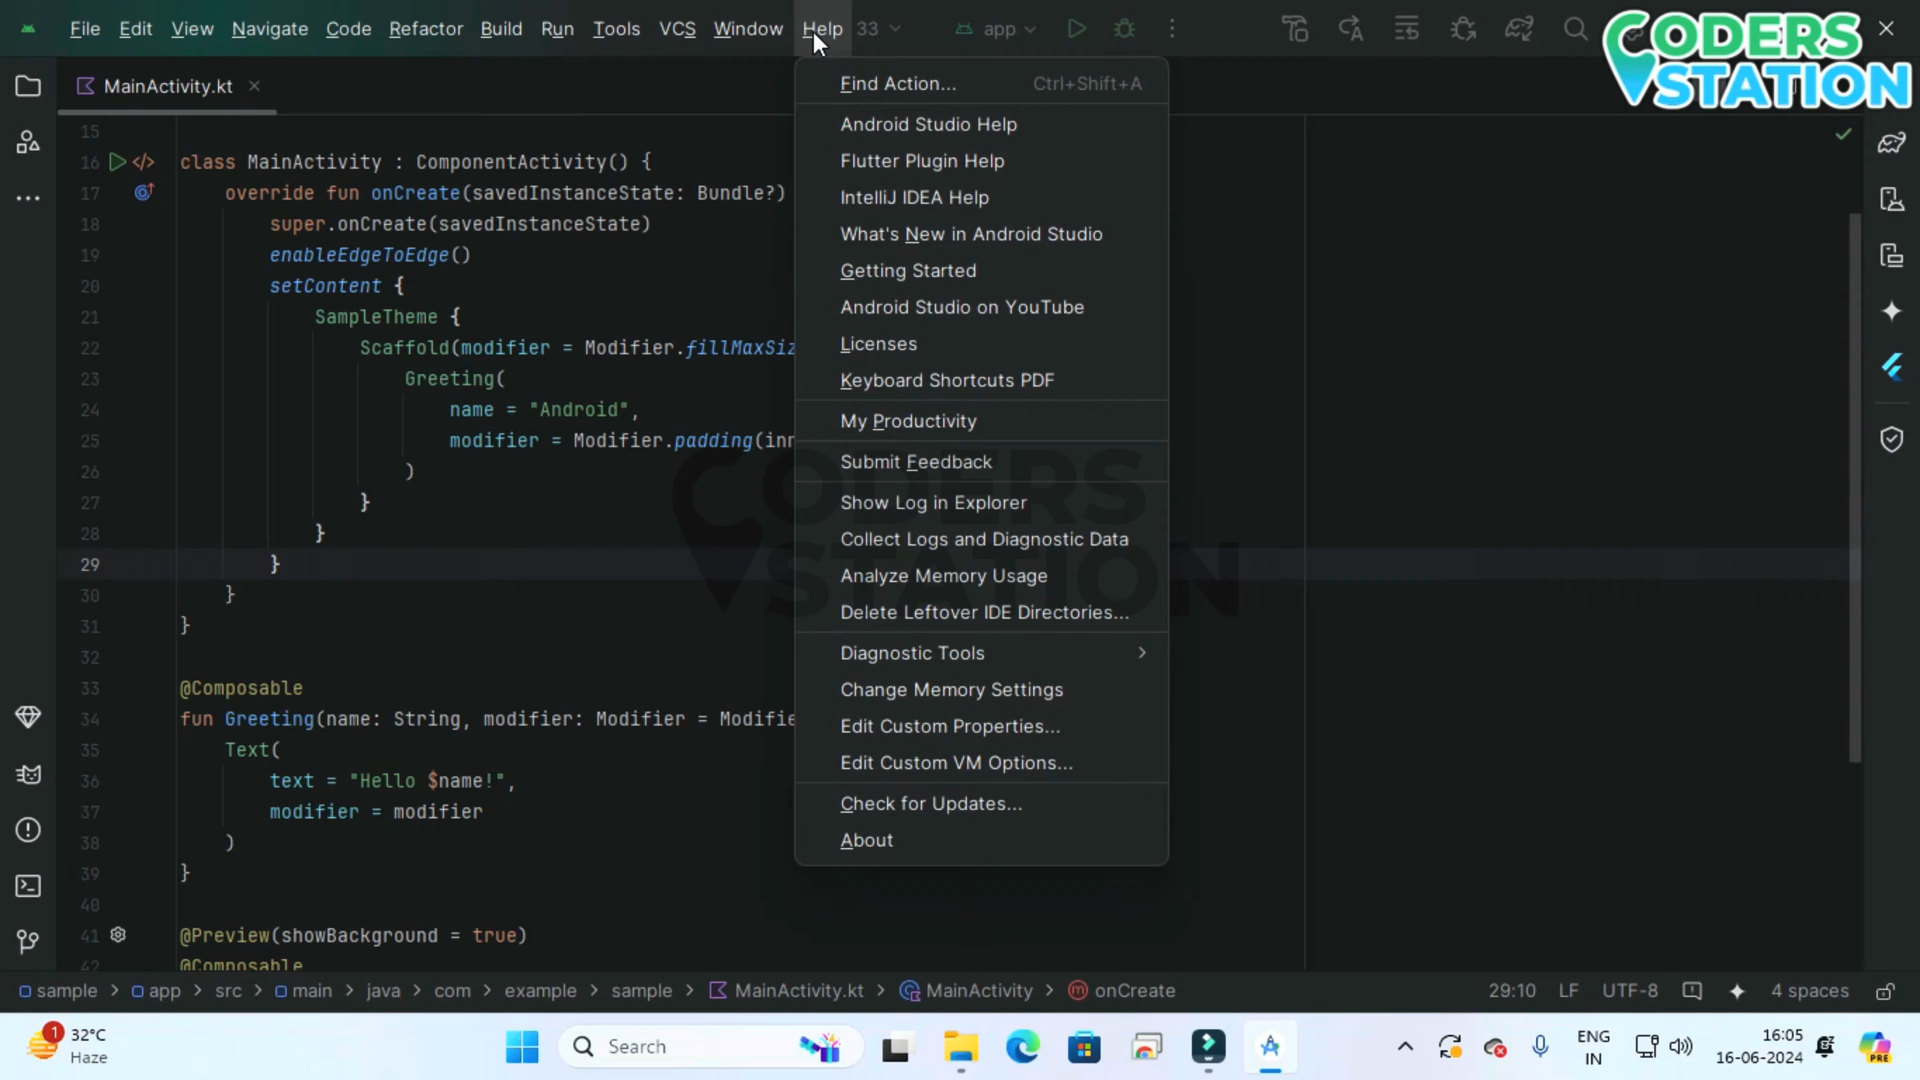 File Edit View Navigate Code Refactor Build Run Tools VCS Window Help 33 app
CODERS
STATION
MainActivity.kt
Find Action... Ctrl+Shift+A
Android Studio Help
Flutter Plugin Help
IntelliJ IDEA Help
What's New in Android Studio
Getting Started
Android Studio on YouTube
Licenses
Keyboard Shortcuts PDF
My Productivity
Submit Feedback
Show Log in Explorer
Collect Logs and Diagnostic Data
Analyze Memory Usage
Delete Leftover IDE Directories...
Diagnostic Tools
Change Memory Settings
Edit Custom Properties...
Edit Custom VM Options...
Check for Updates...
About
15
16 class MainActivity : ComponentActivity() {
17 override fun onCreate(savedInstanceState: Bundle?)
18 super.onCreate(savedInstanceState)
19 enableEdgeToEdge()
20 setContent {
21 SampleTheme {
22 Scaffold(modifier = Modifier.fillMaxSiz
23 Greeting(
24 name = "Android",
25 modifier = Modifier.padding(inn
26 )
27 }
28 }
29 }
30 }
31 }
32
33 @Composable
34 fun Greeting(name: String, modifier: Modifier = Modifie
35 Text(
36 text = "Hello $name!",
37 modifier = modifier
38 )
39 }
40
41 @Preview(showBackground = true)
42 @Composable
CODERS
STATION
sample > app > src > main > java > com > example > sample > MainActivity.kt > MainActivity > onCreate 29:10 LF UTF-8 4 spaces
1 32°C
Haze
Search
ENG
IN
16:05
16-06-2024
PRE